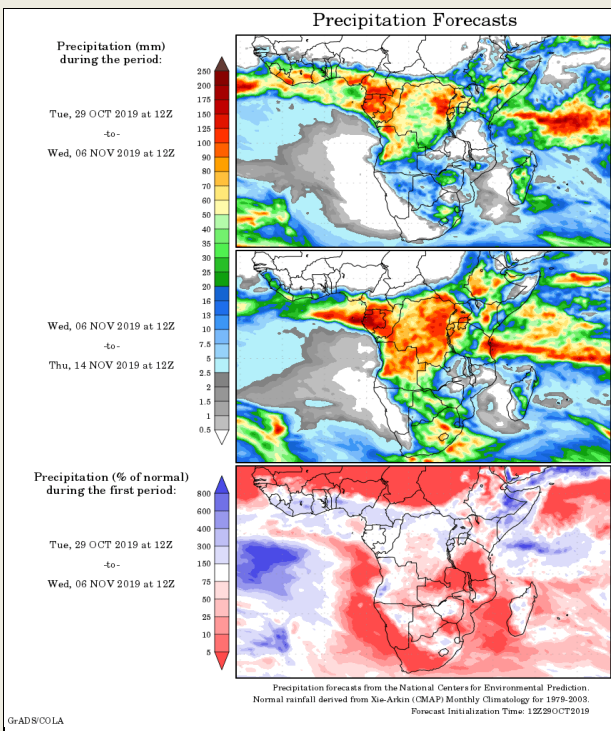 Precipitation Forecasts
Precipitation (mm)
during the period:
Tue, 29 OCT 2019 at 12Z
-to-
Wed, 06 NOV 2019 at 12Z
250
200
175
150
125
100
90
80
70
60
50
40
35
30
25
20
16
13
10
7.5
5
2.5
2
1.5
1
0.5
Wed, 06 NOV 2019 at 12Z
-to-
Thu, 14 NOV 2019 at 12Z
Precipitation (% of normal)
during the first period:
Tue, 29 OCT 2019 at 12Z
-to-
Wed, 06 NOV 2019 at 12Z
800
600
400
300
150
75
50
25
10
5
Precipitation forecasts from the National Centers for Environmental Prediction.
Normal rainfall derived from Xie-Arkin (CMAP) Monthly Climatology for 1979-2003.
Forecast Initialization Time: 12Z29OCT2019
GrADS/COLA